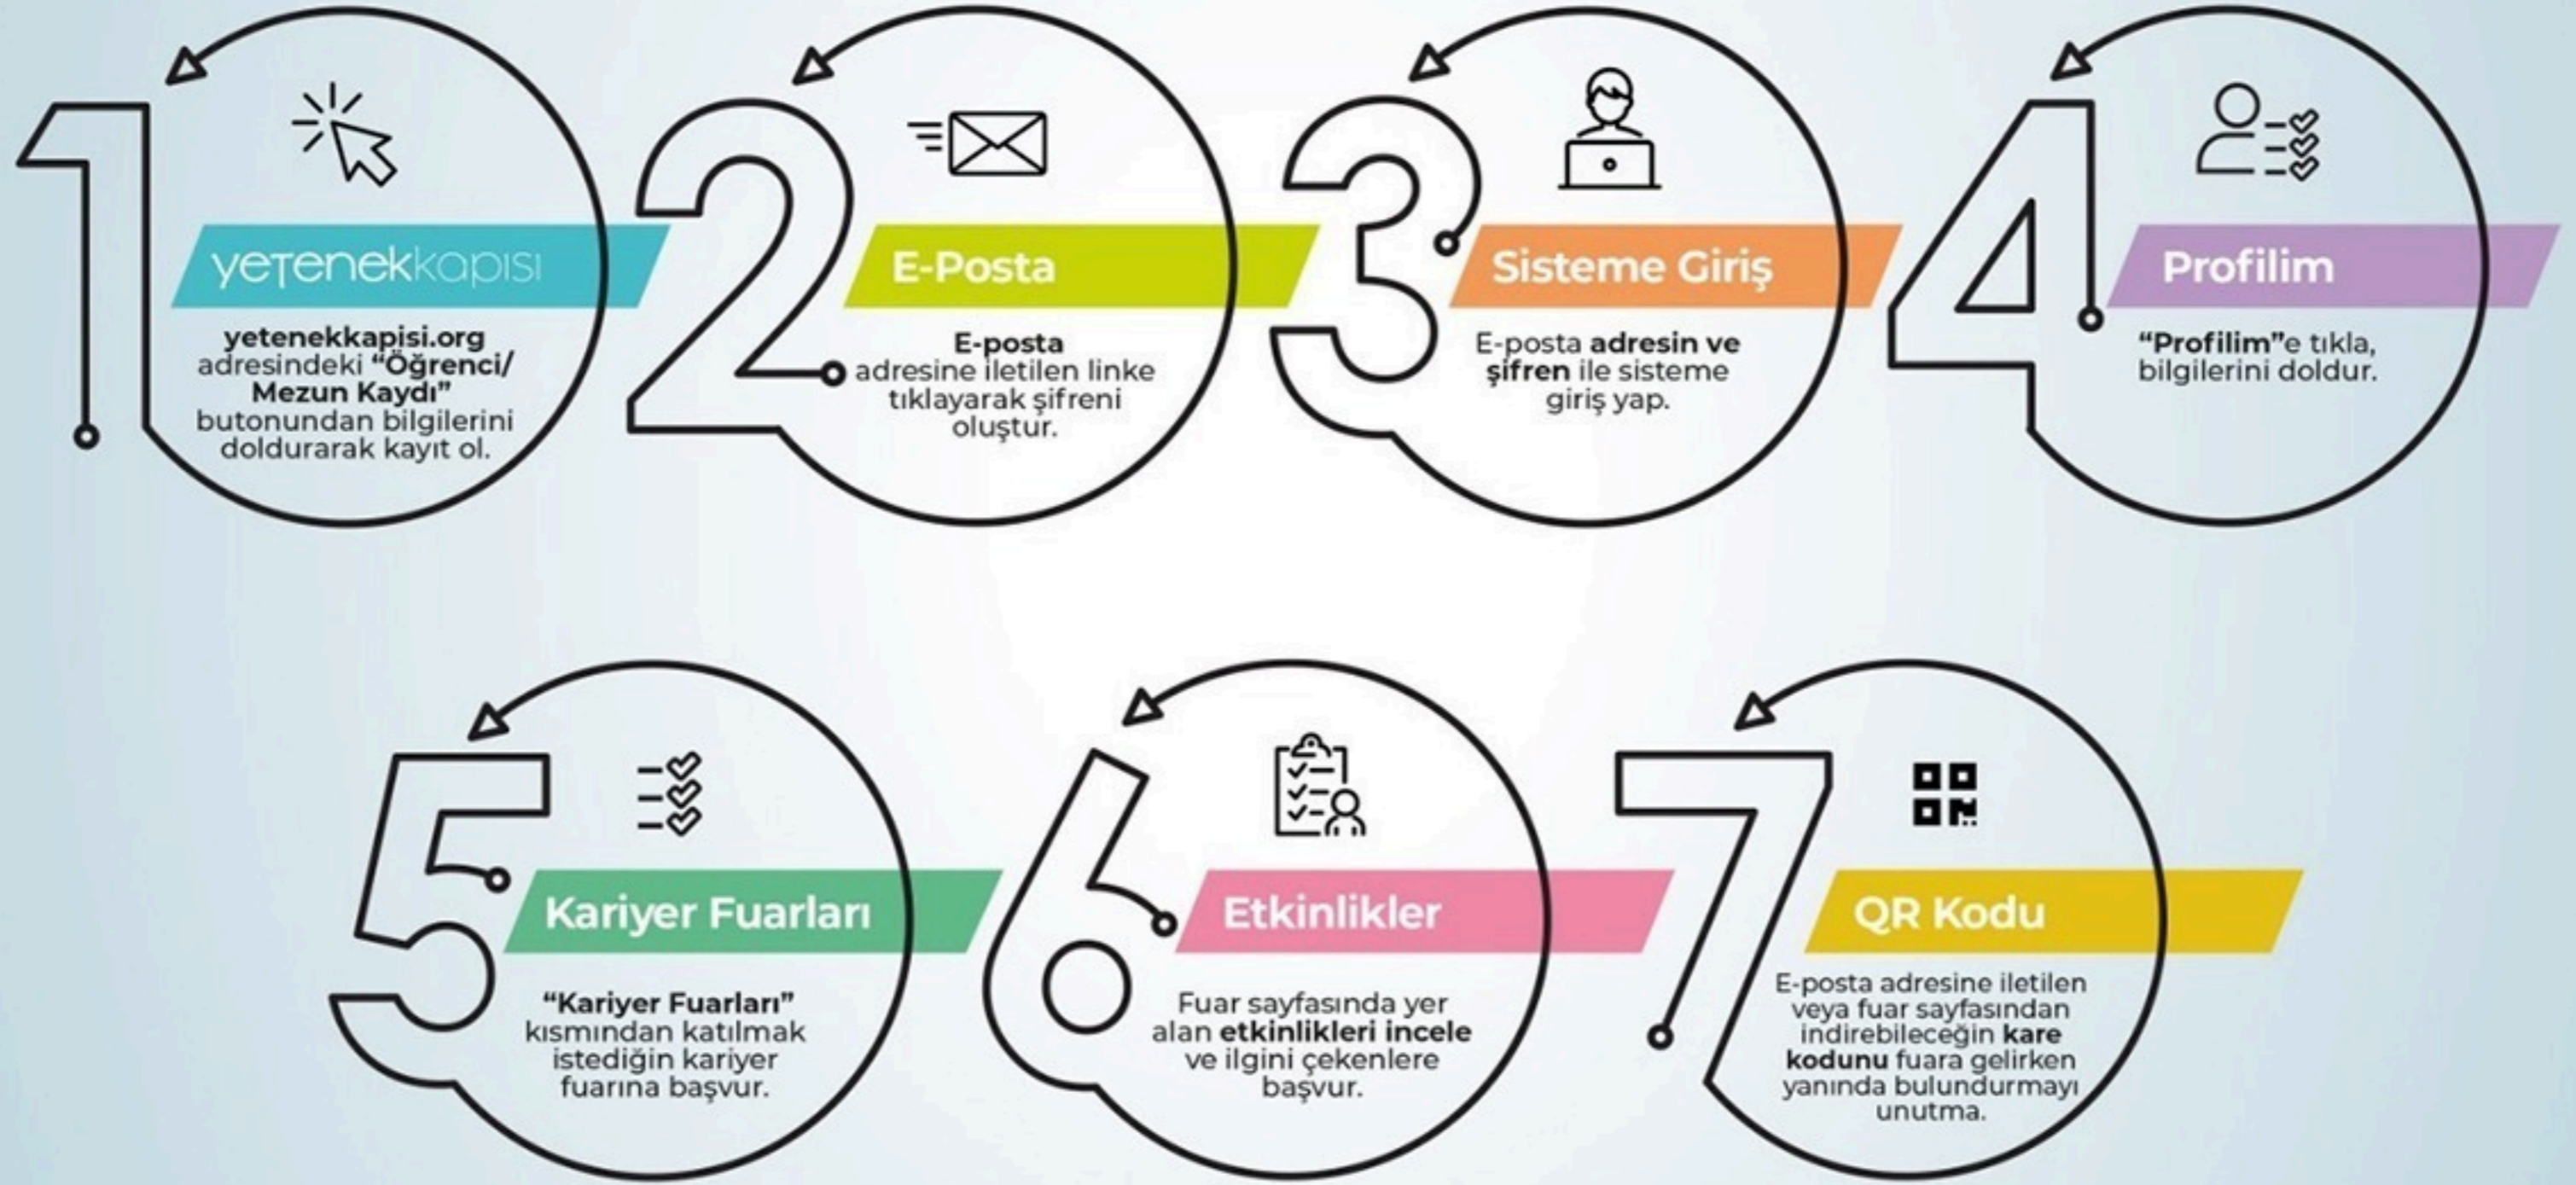 1
yetenekkapısı
yetenekkapisi.org
adresindeki “Öğrenci/
Mezun Kaydı”
butonundan bilgilerini
doldurarak kayıt ol.
2
E-Posta
E-posta
adresine iletilen linke
tıklayarak şifreni
oluştur.
3
Sisteme Giriş
E-posta adresin ve
şifren ile sisteme
giriş yap.
4
Profilim
“Profilim”e tıkla,
bilgilerini doldur.
5
Kariyer Fuarları
“Kariyer Fuarları”
kısmından katılmak
istediğin kariyer
fuarına başvur.
6
Etkinlikler
Fuar sayfasında yer
alan etkinlikleri incele
ve ilgini çekenlere
başvur.
7
QR Kodu
E-posta adresine iletilen
veya fuar sayfasından
indirebileceğin kare
kodunu fuara gelirken
yanında bulundurmayı
unutma.